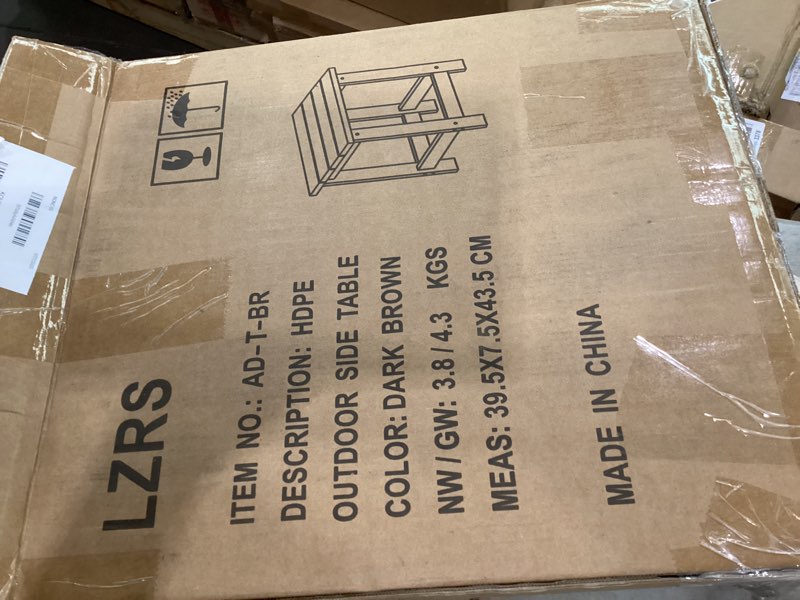 LZRS
ITEM NO.: AD-T-BR
DESCRIPTION: HDPE
OUTDOOR SIDE TABLE
COLOR: DARK BROWN
NW/GW: 3.8/4.3 KGS
MEAS: 39.5X7.5X43.5 CM
MADE IN CHINA